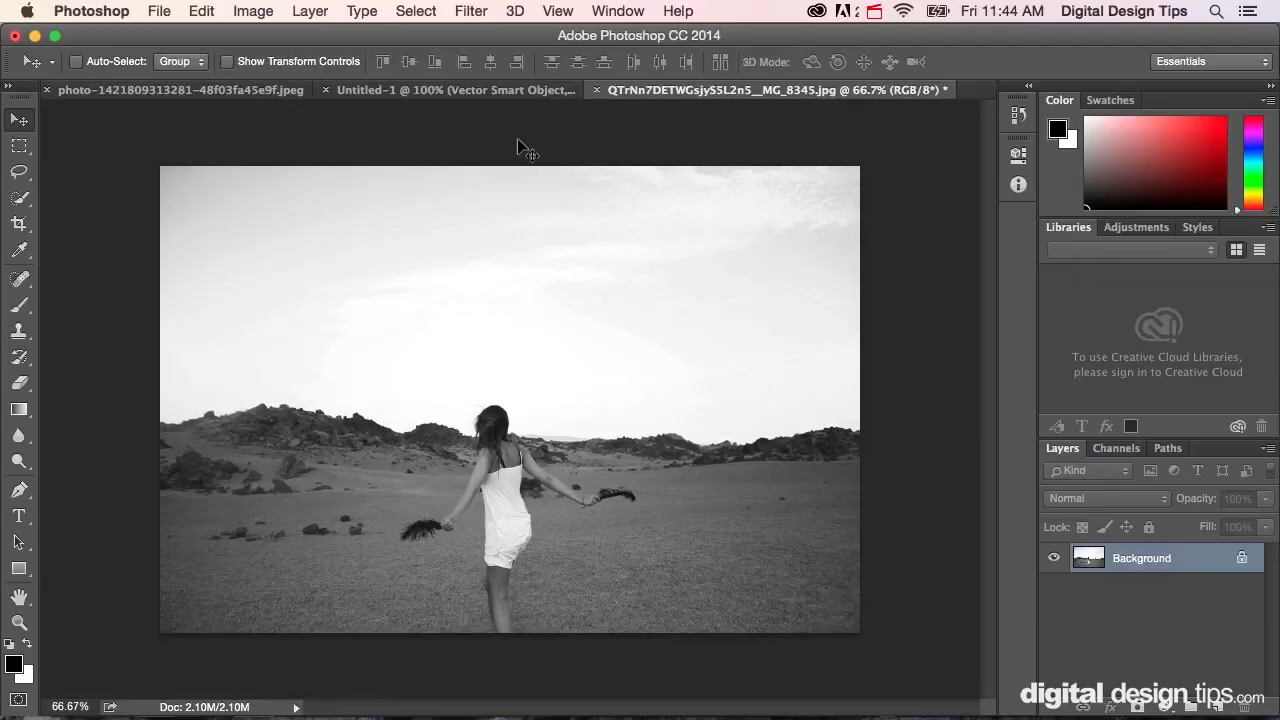 Photoshop File Edit Image Layer Type Select Filter 3D View Window Help 2 Fri 11:44 AM Digital Design Tips
Adobe Photoshop CC 2014
Auto-Select: Group Show Transform Controls 3D Mode: Essentials
photo-1421809313281-48f03fa45e9f.jpeg Untitled-1 @ 100% (Vector Smart Object,... QTrNn7DETWGsjyS5L2n5__MG_8345.jpg @ 66.7% (RGB/8*) *
Color Swatches
Libraries Adjustments Styles
To use Creative Cloud Libraries,
please sign in to Creative Cloud
Layers Channels Paths
Kind
Normal Opacity: 100%
Lock: Fill: 100%
Background
digital design tips.com
66.67% Doc: 2.10M/2.10M